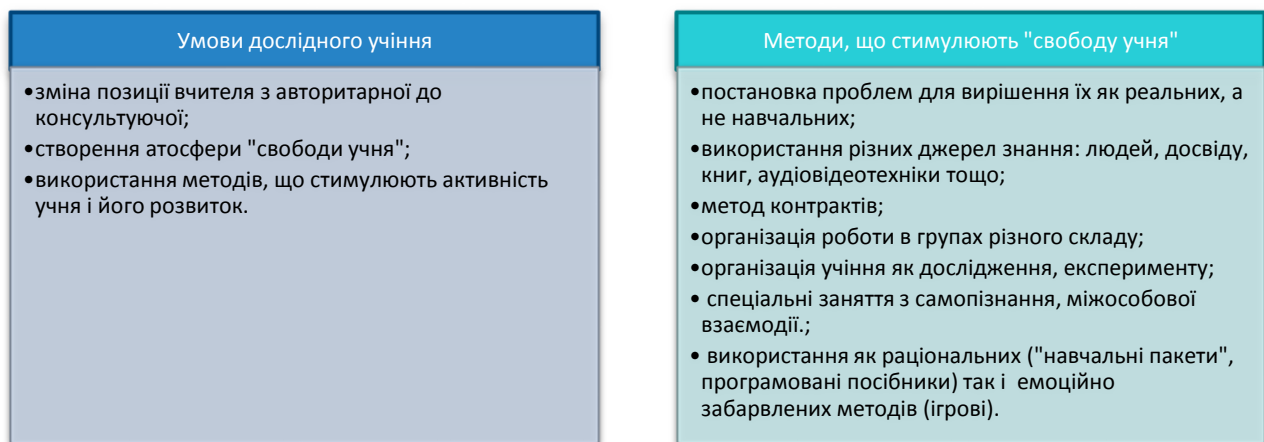 Умови дослідного учіння
•зміна позиції вчителя з авторитарної до
консультуючої;
•створення атосфери "свободи учня";
•використання методів, що стимулюють активність
учня і його розвиток.
Методи, що стимулюють "свободу учня"
•постановка проблем для вирішення їх як реальних, а
не навчальних;
•використання різних джерел знання: людей, досвіду,
книг, аудіовідеотехніки тощо;
•метод контрактів;
•організація роботи в групах різного складу;
•організація учіння як дослідження, експерименту;
• спеціальні заняття з самопізнання, міжособової
взаємодії.;
• використання як раціональних ("навчальні пакети",
програмовані посібники) так і емоційно
забарвлених методів (ігрові).